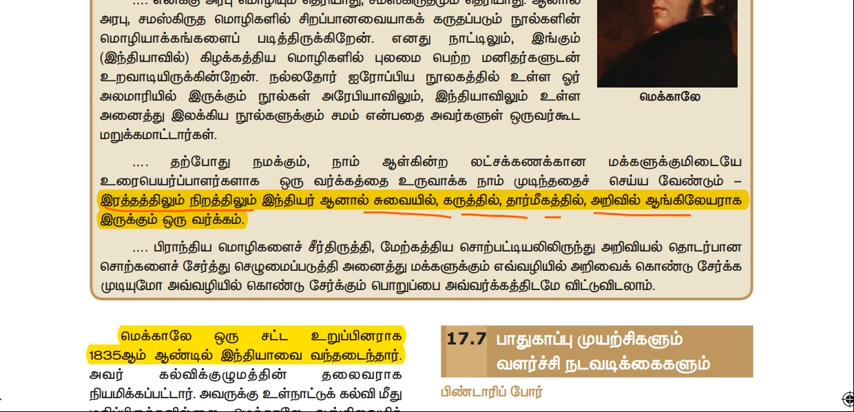 .... எனக்கு அரபு மொழியும் தெரியாது, சமஸ்கிருதமும் தெரியாது. ஆனால்
அரபு, சமஸ்கிருத மொழிகளில் சிறப்பானவையாகக் கருதப்படும் நூல்களின்
மொழியாக்கங்களைப் படித்திருக்கிறேன். எனது நாட்டிலும், இங்கும்
(இந்தியாவில்) கிழக்கத்திய மொழிகளில் புலமை பெற்ற மனிதர்களுடன்
உறவாடியிருக்கின்றேன். நல்லதோர் ஐரோப்பிய நூலகத்தில் உள்ள ஓர்
அலமாரியில் இருக்கும் நூல்கள் அரேபியாவிலும், இந்தியாவிலும் உள்ள
அனைத்து இலக்கிய நூல்களுக்கும் சமம் என்பதை அவர்களுள் ஒருவர்கூட
மறுக்கமாட்டார்கள்.
மெக்காலே
.... தற்போது நமக்கும், நாம் ஆள்கின்ற லட்சக்கணக்கான மக்களுக்குமிடையே
உரைபெயர்ப்பாளர்களாக ஒரு வர்க்கத்தை உருவாக்க நாம் முடிந்ததைச் செய்ய வேண்டும் –
இரத்தத்திலும் நிறத்திலும் இந்தியர் ஆனால் சுவையில், கருத்தில், தார்மீகத்தில், அறிவில் ஆங்கிலேயராக
இருக்கும் ஒரு வர்க்கம்.
.... பிராந்திய மொழிகளைச் சீர்திருத்தி, மேற்கத்திய சொற்பட்டியலிலிருந்து அறிவியல் தொடர்பான
சொற்களைச் சேர்த்து செழுமைப்படுத்தி அனைத்து மக்களுக்கும் எவ்வழியில் அறிவைக் கொண்டு சேர்க்க
முடியுமோ அவ்வழியில் கொண்டு சேர்க்கும் பொறுப்பை அவ்வர்க்கத்திடமே விட்டுவிடலாம்.
மெக்காலே ஒரு சட்ட உறுப்பினராக
1835ஆம் ஆண்டில் இந்தியாவை வந்தடைந்தார்.
அவர் கல்விக்குழுமத்தின் தலைவராக
நியமிக்கப்பட்டார். அவருக்கு உள்நாட்டுக் கல்வி மீது
17.7 பாதுகாப்பு முயற்சிகளும்
வளர்ச்சி நடவடிக்கைகளும்
பிண்டாரிப் போர்